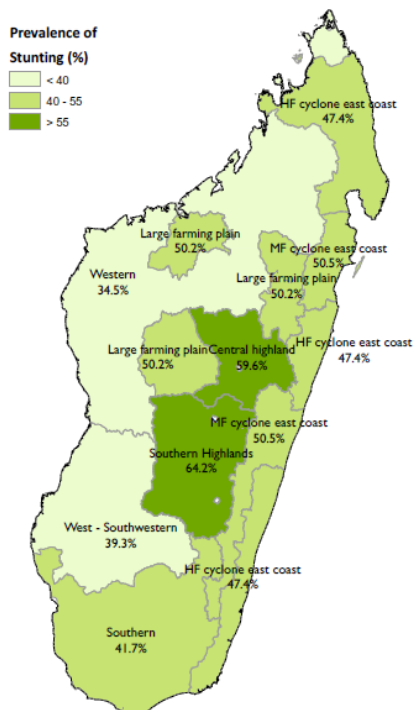 Prevalence of
Stunting (%)
< 40
40 - 55
> 55
HF cyclone east coast
47.4%
Large farming plain
50.2%
MF cyclone east coast
50.5%
Western
34.5%
Large farming plain
50.2%
HF cyclone east coast
47.4%
Large farming plain
50.2%
Central highland
59.6%
MF cyclone east coast
50.5%
Southern Highlands
64.2%
West - Southwestern
39.3%
HF cyclone east coast
47.4%
Southern
41.7%